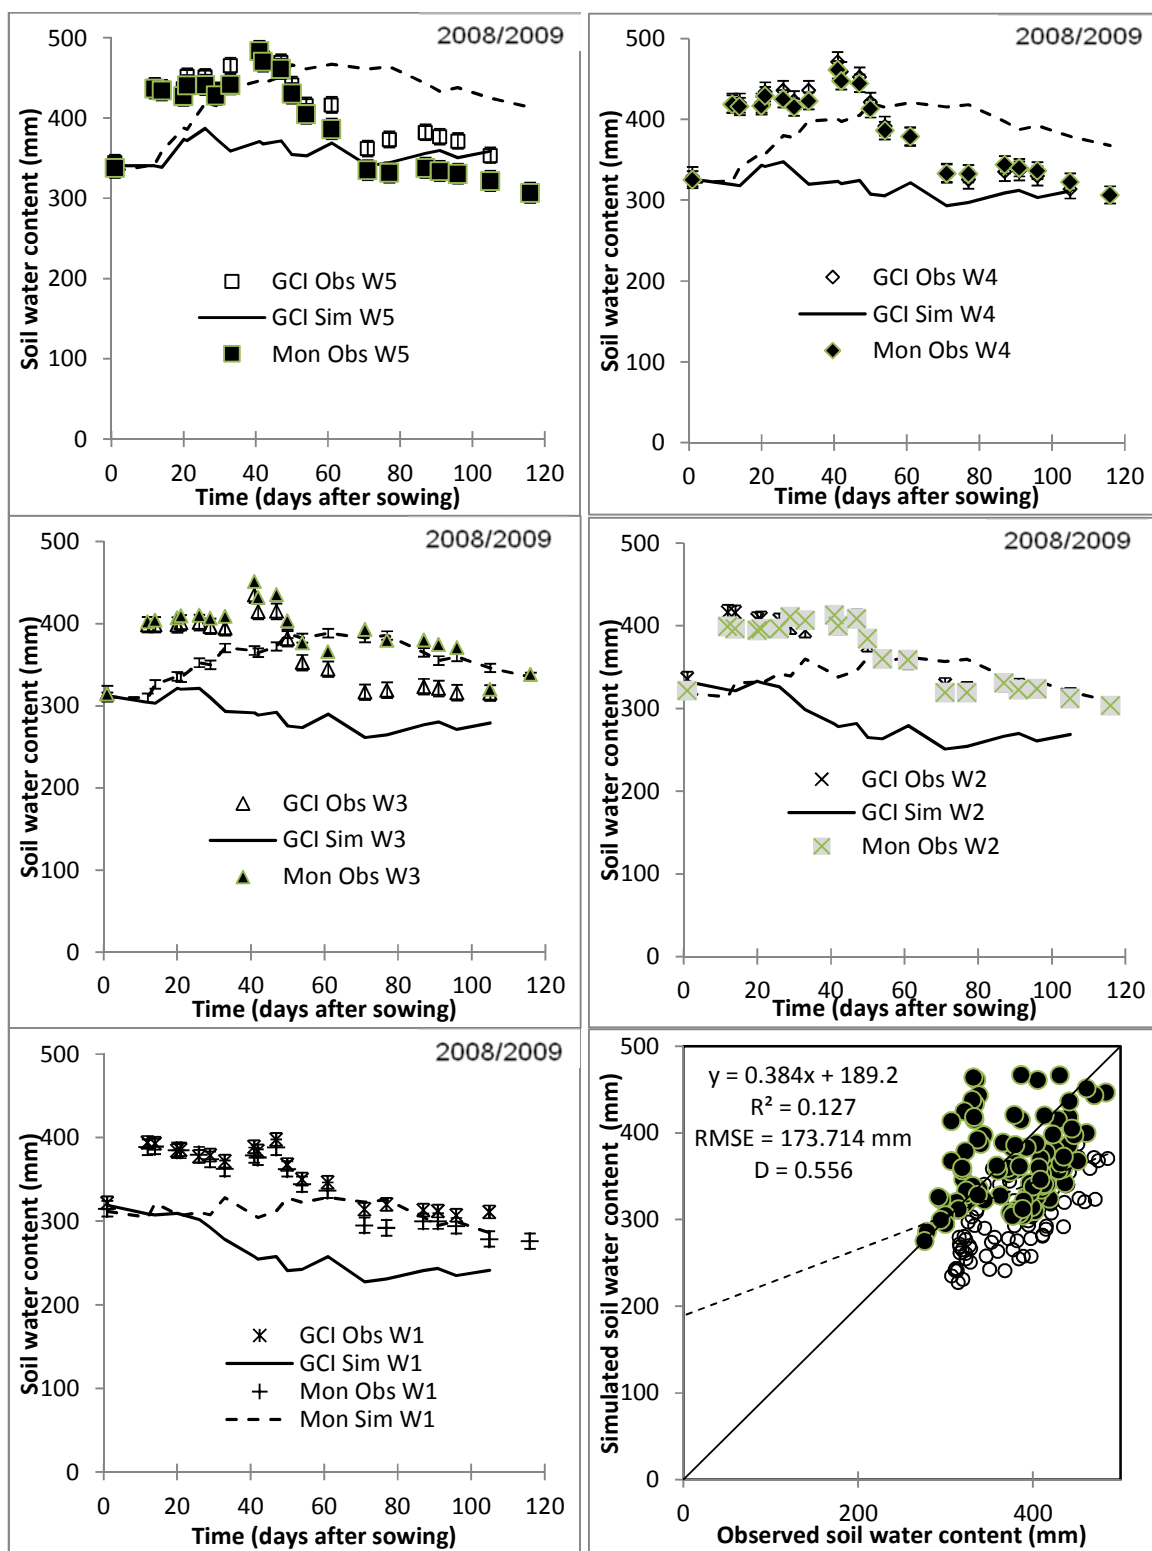 2008/2009
Soil water content (mm)
500
400
300
200
100
0
GCI Obs W5
GCI Sim W5
Mon Obs W5
0 20 40 60 80 100 120
Time (days after sowing)
2008/2009
Soil water content (mm)
500
400
300
200
100
0
GCI Obs W4
GCI Sim W4
Mon Obs W4
0 20 40 60 80 100 120
Time (days after sowing)
2008/2009
Soil water content (mm)
500
400
300
200
100
0
GCI Obs W3
GCI Sim W3
Mon Obs W3
0 20 40 60 80 100 120
Time (days after sowing)
2008/2009
Soil water content (mm)
500
400
300
200
100
0
GCI Obs W2
GCI Sim W2
Mon Obs W2
0 20 40 60 80 100 120
Time (days after sowing)
2008/2009
Soil water content (mm)
500
400
300
200
100
0
GCI Obs W1
GCI Sim W1
Mon Obs W1
Mon Sim W1
0 20 40 60 80 100 120
Time (days after sowing)
Simulated soil water content (mm)
500
400
300
200
100
0
y = 0.384x + 189.2
R² = 0.127
RMSE = 173.714 mm
D = 0.556
0 200 400
Observed soil water content (mm)